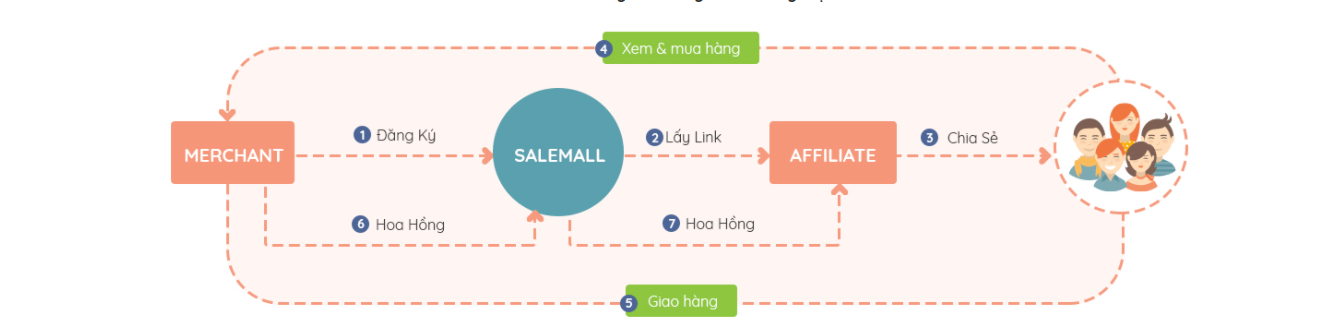 4 Xem & mua hàng
1 Đăng Ký
2 Lấy Link
3 Chia Sẻ
MERCHANT
SALEMALL
AFFILIATE
6 Hoa Hồng
7 Hoa Hồng
5 Giao hàng